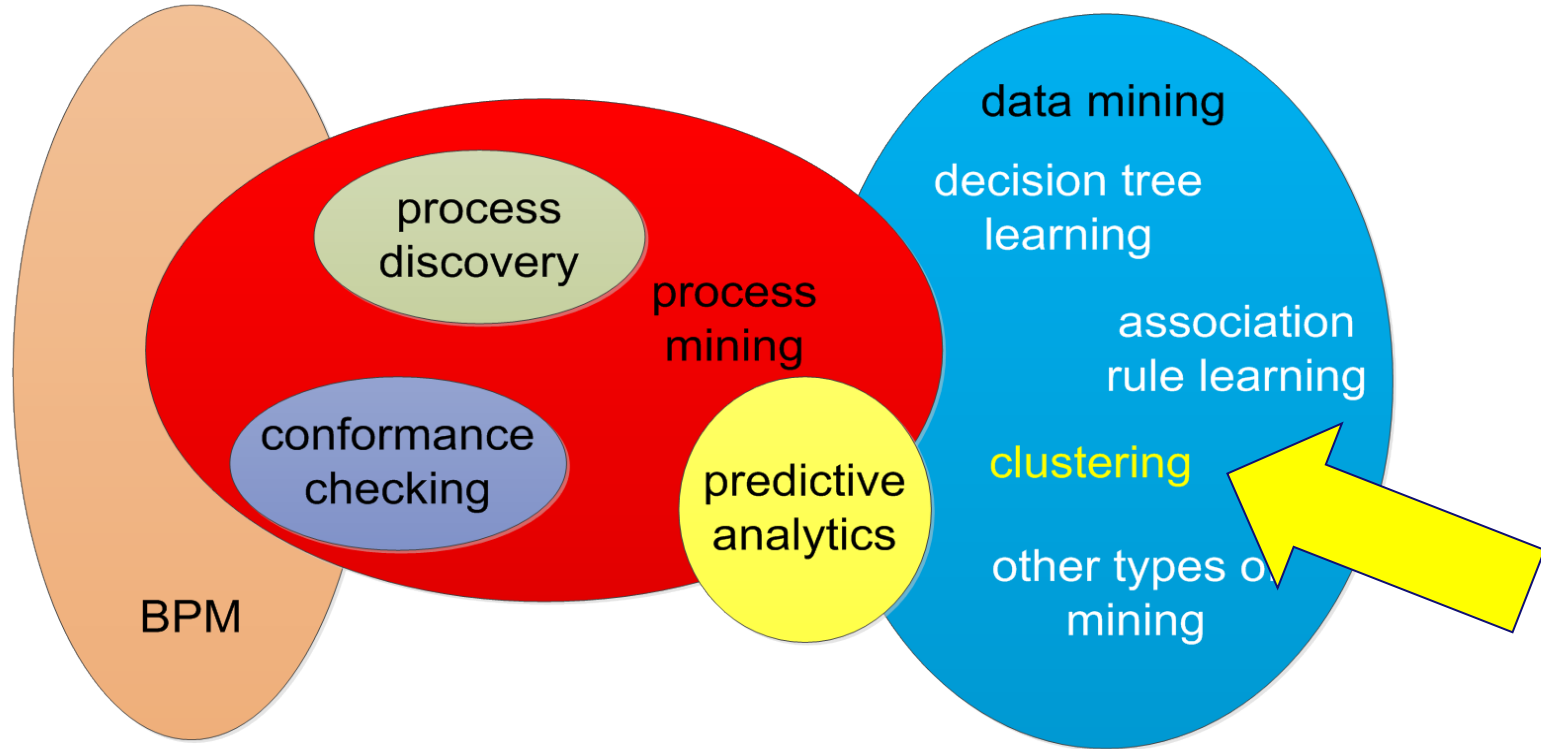 data mining
decision tree
learning
process
discovery
process
mining
association
rule learning
conformance
checking
predictive
analytics
clustering
other types of
mining
BPM